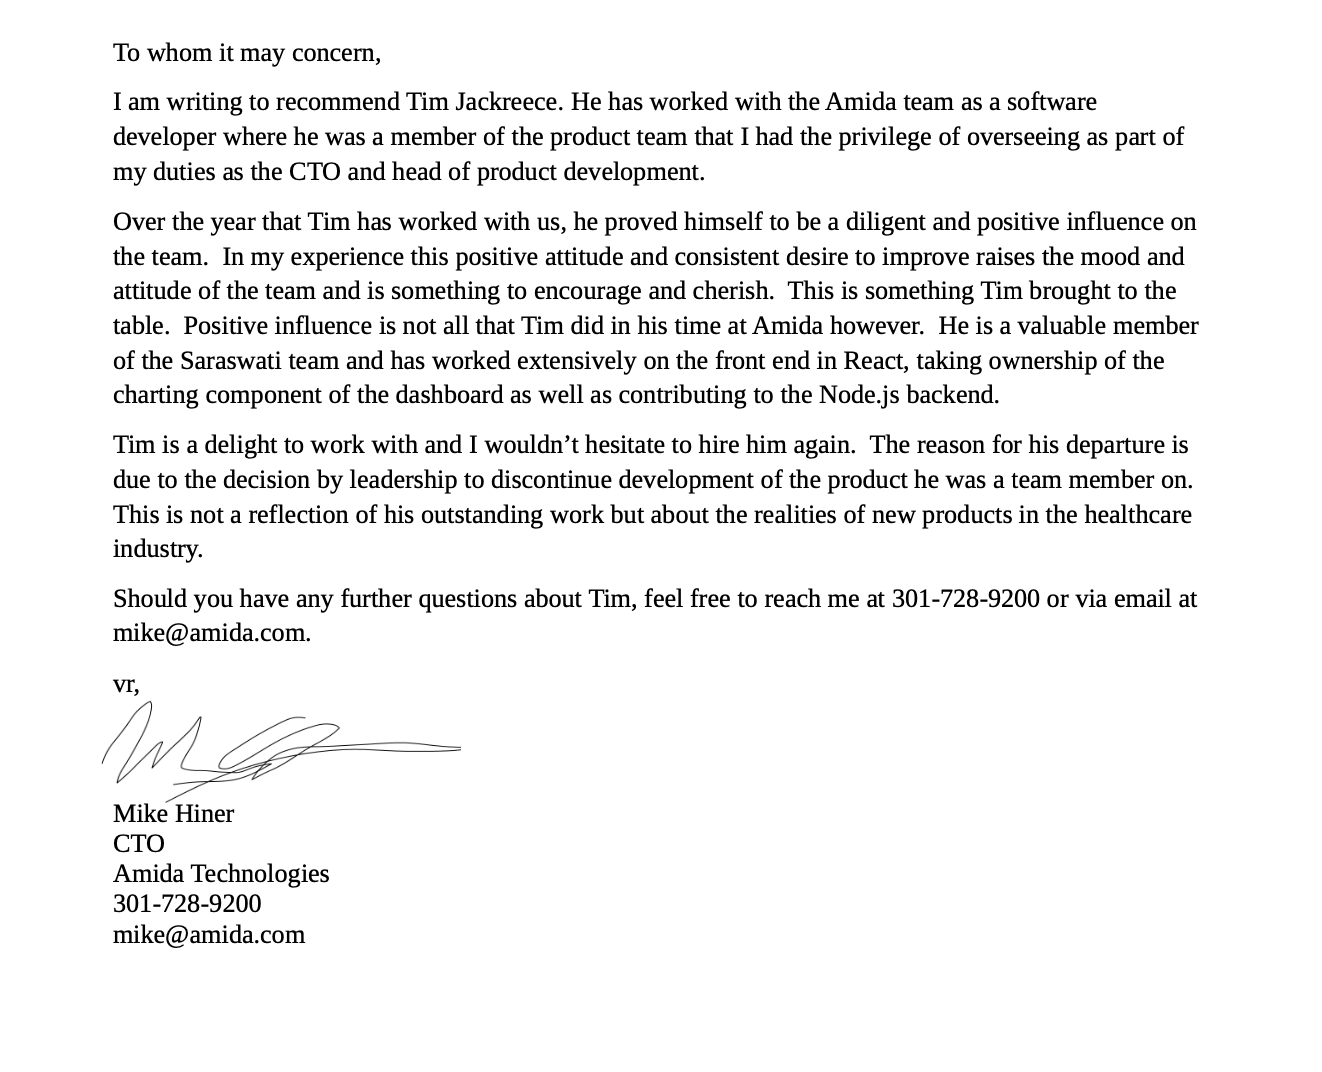 To whom it may concern,
I am writing to recommend Tim Jackreece. He has worked with the Amida team as a software
developer where he was a member of the product team that I had the privilege of overseeing as part of
my duties as the CTO and head of product development.
Over the year that Tim has worked with us, he proved himself to be a diligent and positive influence on
the team.  In my experience this positive attitude and consistent desire to improve raises the mood and
attitude of the team and is something to encourage and cherish.  This is something Tim brought to the
table.  Positive influence is not all that Tim did in his time at Amida however.  He is a valuable member
of the Saraswati team and has worked extensively on the front end in React, taking ownership of the
charting component of the dashboard as well as contributing to the Node.js backend.
Tim is a delight to work with and I wouldn’t hesitate to hire him again.  The reason for his departure is
due to the decision by leadership to discontinue development of the product he was a team member on.
This is not a reflection of his outstanding work but about the realities of new products in the healthcare
industry.
Should you have any further questions about Tim, feel free to reach me at 301-728-9200 or via email at
mike@amida.com.
vr,
Mike Hiner
CTO
Amida Technologies
301-728-9200
mike@amida.com